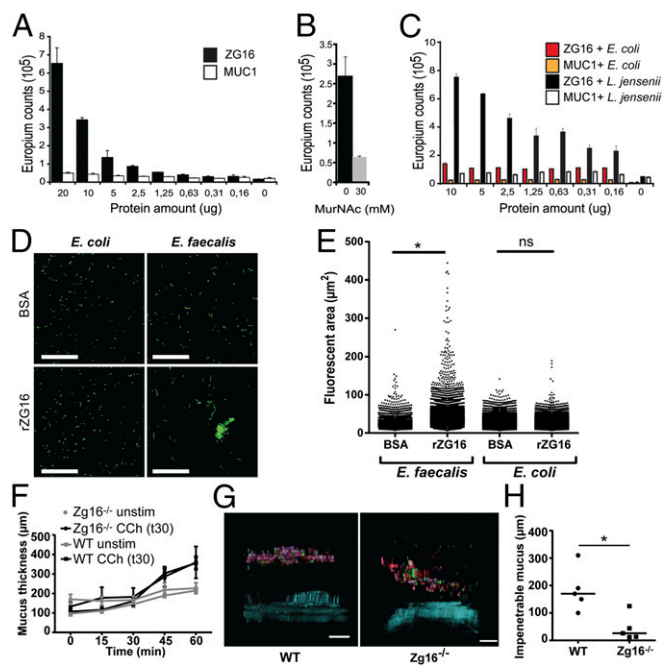 A
Europium counts (10⁵)
8
7
6
5
4
3
2
1
0
ZG16
MUC1
20 10 5 2,5 1,25 0,63 0,31 0,16 0
Protein amount (ug)
B
Europium counts (10⁵)
3.5
3
2.5
2
1.5
1
0.5
0
0 30
MurNAc (mM)
C
Europium counts (10⁵)
10
8
6
4
2
0
ZG16 + E. coli
MUC1+ E. coli
ZG16 + L. jensenii
MUC1+ L. jensenii
10 5 2,5 1,25 0,63 0,31 0,16 0
Protein amount (ug)
D
E. coli E. faecalis
BSA
rZG16
E
Fluorescent area (µm²)
500
400
300
200
100
0
* ns
BSA rZG16 BSA rZG16
E. faecalis E. coli
F
Zg16⁻/⁻ unstim
Zg16⁻/⁻ CCh (t30)
WT unstim
WT CCh (t30)
Mucus thickness (µm)
500
400
300
200
100
0
0 15 30 45 60
Time (min)
G
WT Zg16⁻/⁻
H
Impenetrable mucus (µm)
400
300
200
100
0
*
WT Zg16⁻/⁻